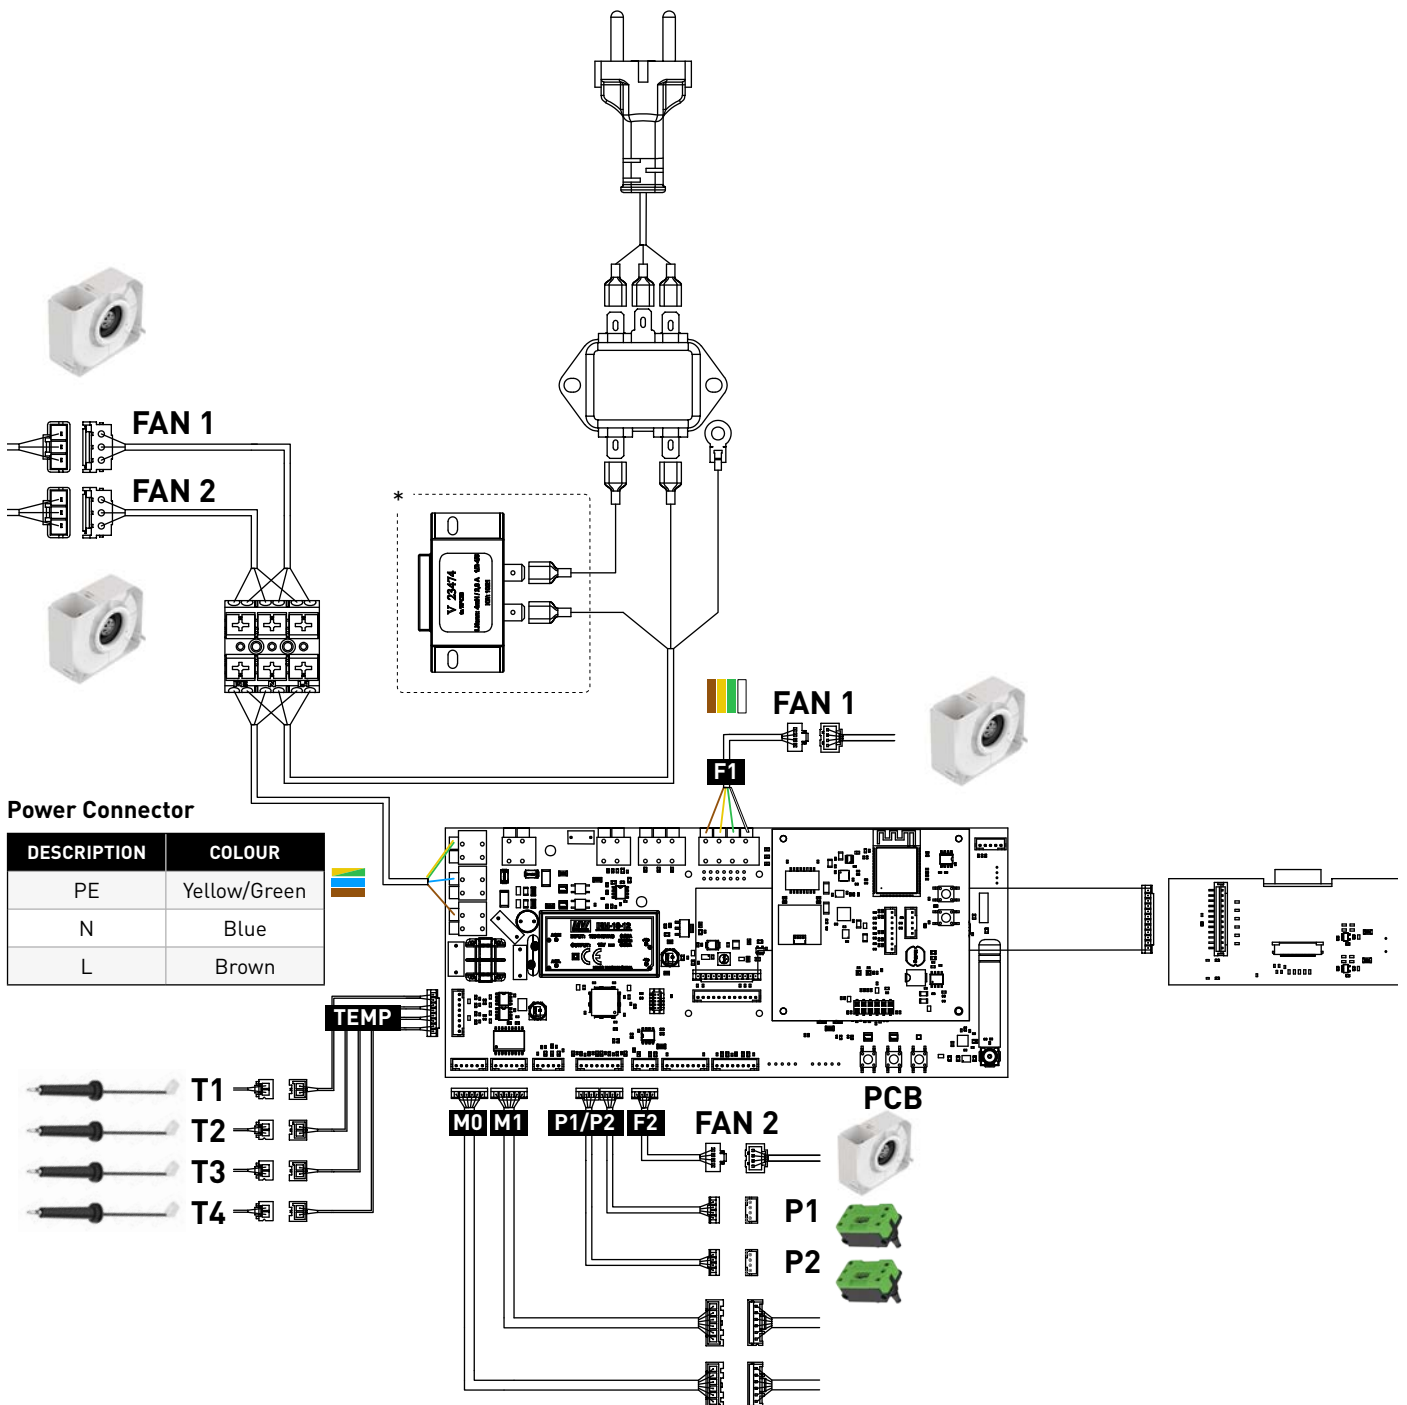 FAN 1
FAN 2
*
V 23474
FAN 1
F1
Power Connector
DESCRIPTION COLOUR
PE Yellow/Green
N Blue
L Brown
TEMP
T1
T2
T3
T4
M0 M1 P1/P2 F2
FAN 2
PCB
P1
P2